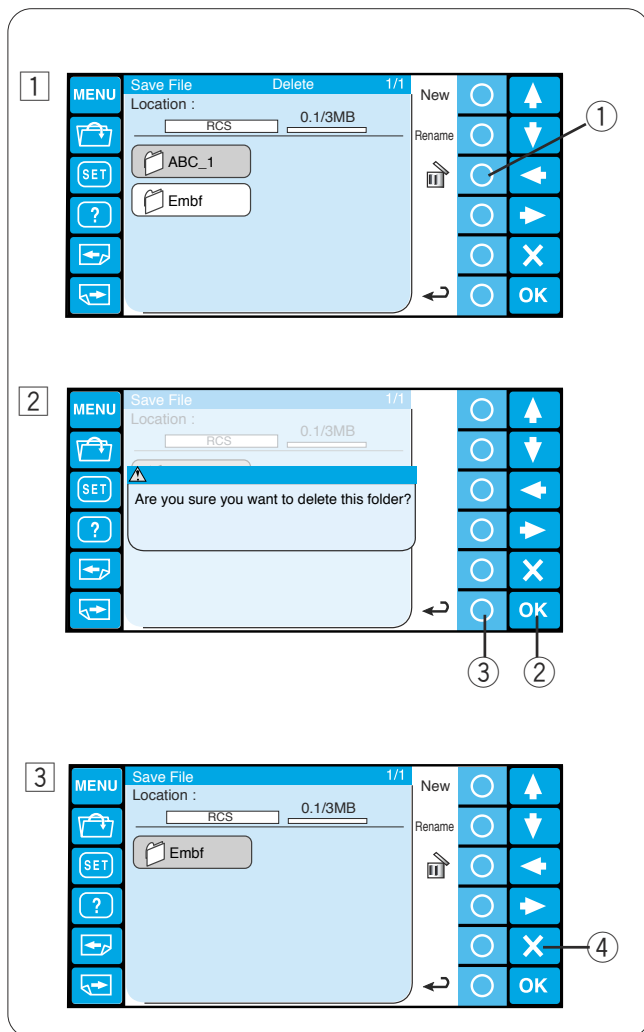 1
MENU
Save File Delete 1/1
New
Location :
RCS 0.1/3MB
Rename
①
SET
ABC_1
?
Embf
OK
2
MENU
Save File 1/1
Location :
RCS 0.1/3MB
SET
Are you sure you want to delete this folder?
?
OK
③ ②
3
MENU
Save File 1/1
New
Location :
RCS 0.1/3MB
Rename
SET
Embf
?
④
OK